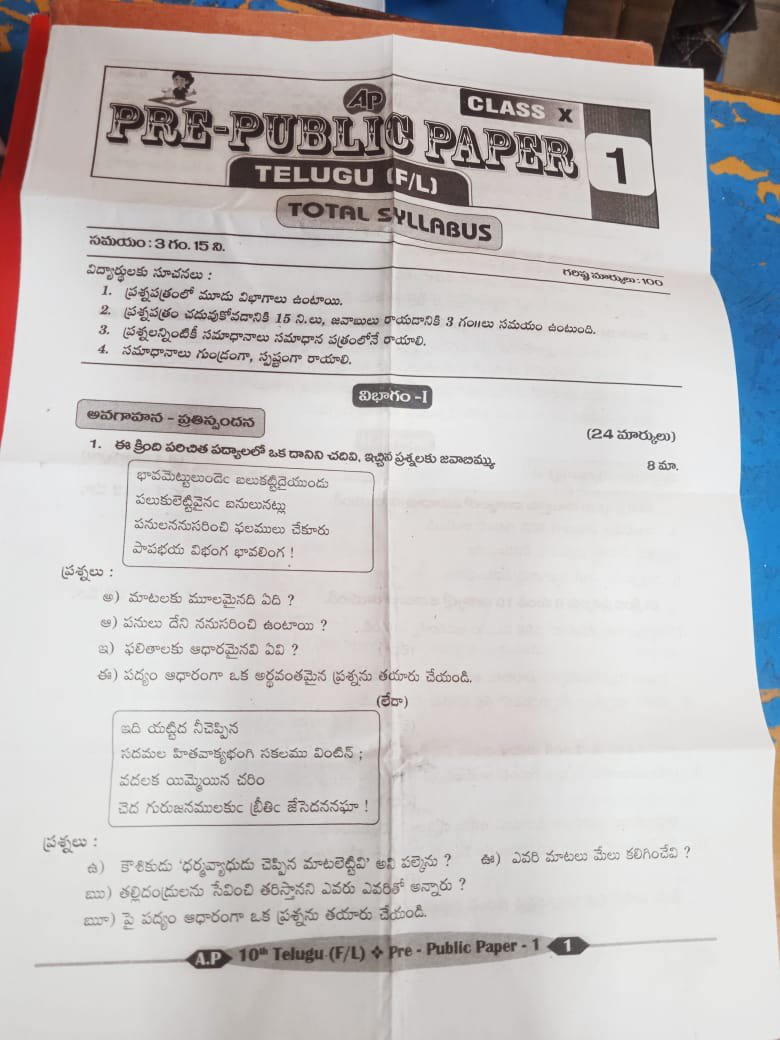 AP
CLASS X
PRE-PUBLIC PAPER
1
TELUGU (F/L)
TOTAL SYLLABUS
సమయం : 3 గం. 15 ని.
గరిష్ఠ మార్కులు : 100
విద్యార్థులకు సూచనలు :
1. ప్రశ్నపత్రంలో మూడు విభాగాలు ఉంటాయి.
2. ప్రశ్నపత్రం చదువుకోవడానికి 15 ని.లు, జవాబులు రాయడానికి 3 గం॥లు సమయం ఉంటుంది.
3. ప్రశ్నలన్నింటికీ సమాధానాలు సమాధాన పత్రంలోనే రాయాలి.
4. సమాధానాలు గుండ్రంగా, స్పష్టంగా రాయాలి.
విభాగం -I
అవగాహన - ప్రతిస్పందన
(24 మార్కులు)
1. ఈ క్రింది పరిచిత పద్యాలలో ఒక దానిని చదివి, ఇచ్చిన ప్రశ్నలకు జవాబిమ్ము. 8 మా.
భావమెట్టులుండెఁ బలుకట్టిదైయుండు
పలుకులెట్టివైనఁ బనులునట్లు
పనులననుసరించి ఫలములు చేకూరు
పాపభయ విభంగ భావలింగ !
ప్రశ్నలు :
అ) మాటలకు మూలమైనది ఏది ?
ఆ) పనులు దేని ననుసరించి ఉంటాయి ?
ఇ) ఫలితాలకు ఆధారమైనవి ఏవి ?
ఈ) పద్యం ఆధారంగా ఒక అర్థవంతమైన ప్రశ్నను తయారు చేయండి.
(లేదా)
ఇది యట్టిద నీచెప్పిన
సదమల హితవాక్యభంగి సకలము వింటిన్ ;
వదలక యిమ్మెయిన చరిం
చెద గురుజనములకుఁ బ్రీతిఁ జేసెదననఘా !
ప్రశ్నలు :
ఉ) కౌశికుడు ‘ధర్మవ్యాధుడు చెప్పిన మాటలెట్టివి’ అని పల్కెను ? ఊ) ఎవరి మాటలు మేలు కలిగించేవి ?
ఋ) తల్లిదండ్రులను సేవించి తరిస్తానని ఎవరు ఎవరితో అన్నారు ?
ౠ) పై పద్యం ఆధారంగా ఒక ప్రశ్నను తయారు చేయండి.
A.P 10th Telugu (F/L) ❖ Pre - Public Paper - 1 1